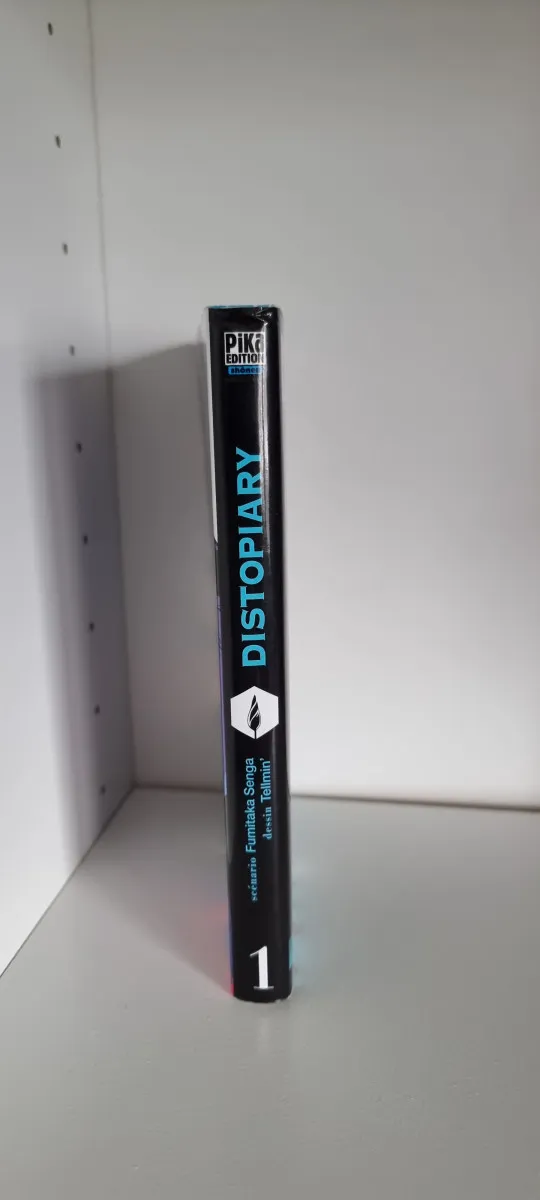 PiKa
EDITION
shônen
DISTOPIARY
scénario Fumitaka Senga
dessin Tellmin'
1